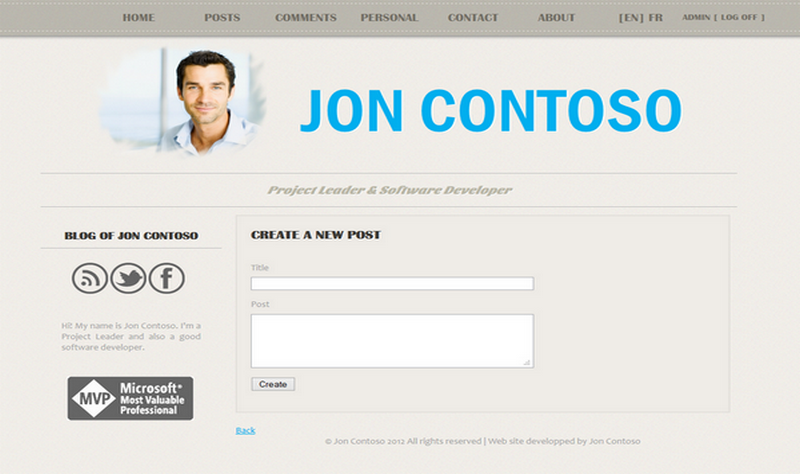 HOME POSTS COMMENTS PERSONAL CONTACT ABOUT [EN] FR ADMIN [ LOG OFF ]
JON CONTOSO
Project Leader & Software Developer
BLOG OF JON CONTOSO
Hi! My name is Jon Contoso. I'm a
Project Leader and also a good
software developer.
MVP
Microsoft®
Most Valuable
Professional
CREATE A NEW POST
Title
Post
Create
Back
© Jon Contoso 2012 All rights reserved | Web site developped by Jon Contoso